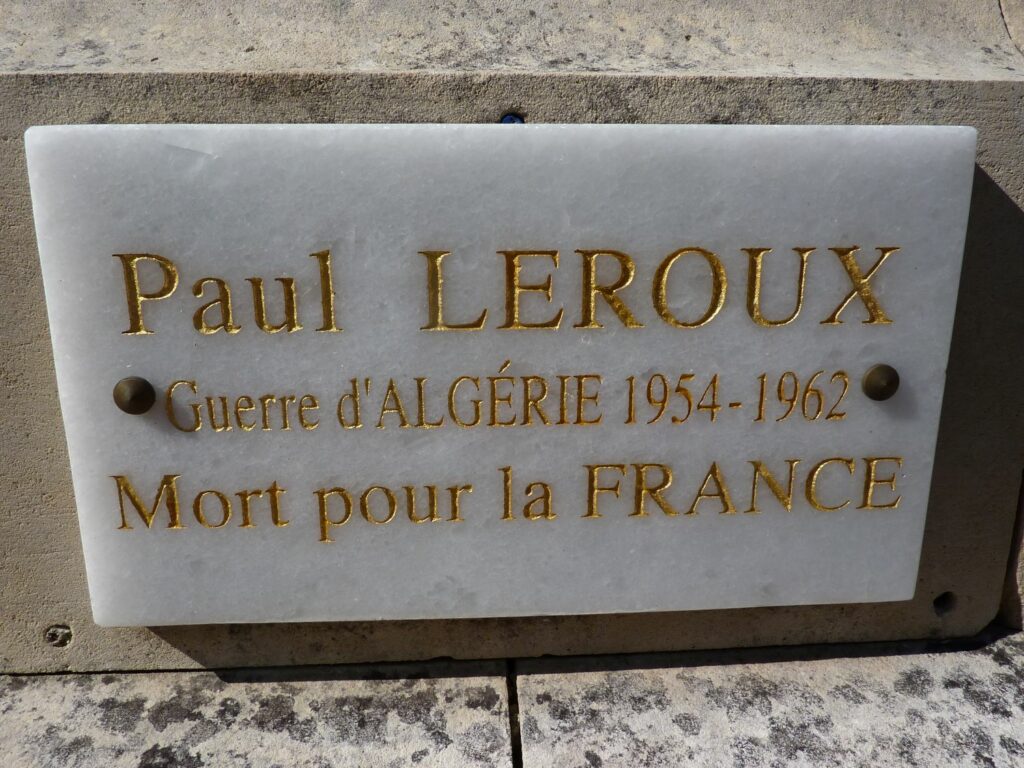 Paul LEROUX
Guerre d'ALGÉRIE 1954-1962
Mort pour la FRANCE